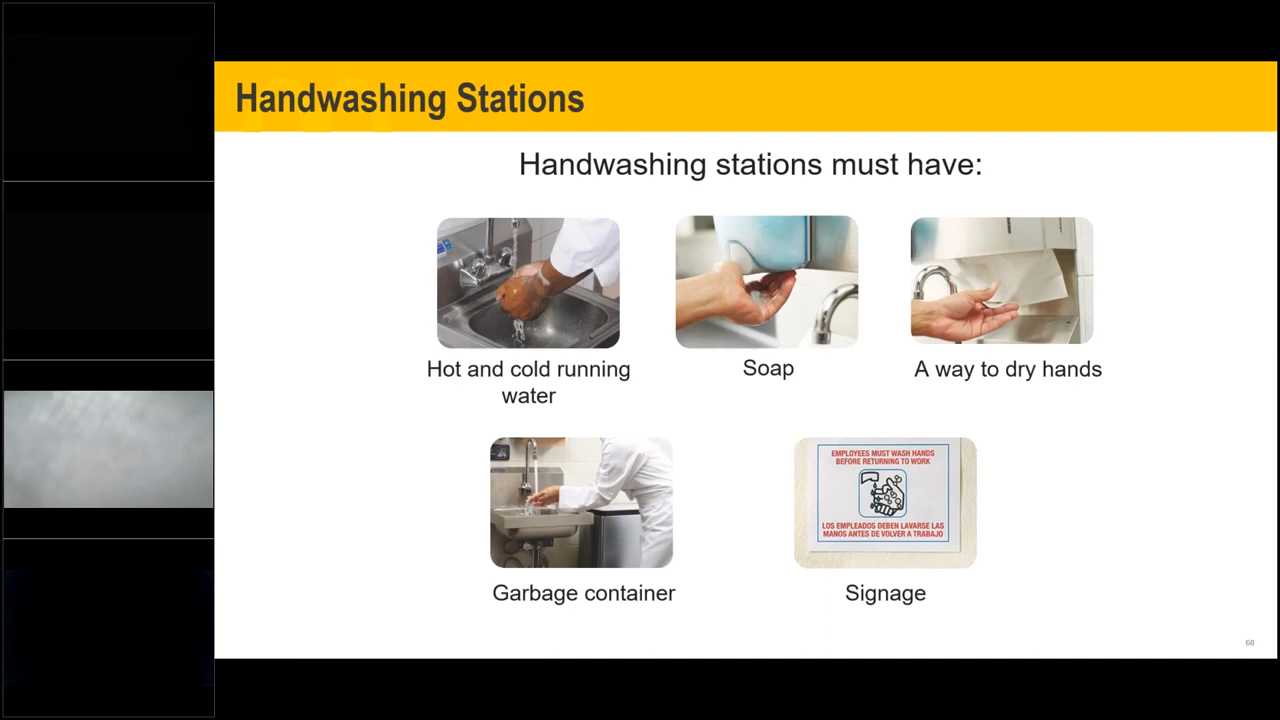 Handwashing Stations
Handwashing stations must have:
Hot and cold running
water
Soap
A way to dry hands
EMPLOYEES MUST WASH HANDS
BEFORE RETURNING TO WORK
LOS EMPLEADOS DEBEN LAVARSE LAS
MANOS ANTES DE VOLVER A TRABAJO
Garbage container
Signage
68